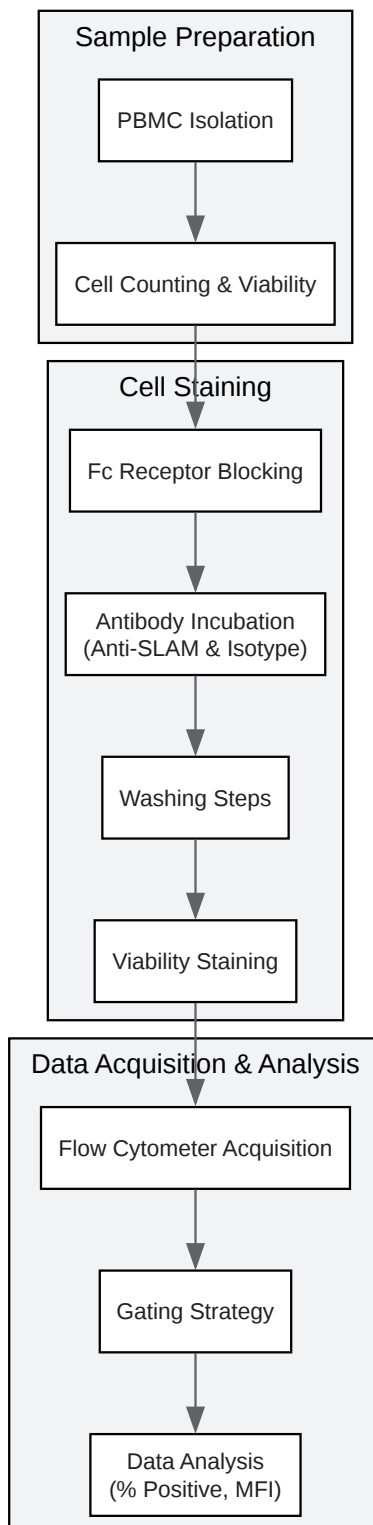 Sample Preparation
PBMC Isolation
Cell Counting & Viability
Cell Staining
Fc Receptor Blocking
Antibody Incubation
(Anti-SLAM & Isotype)
Washing Steps
Viability Staining
Data Acquisition & Analysis
Flow Cytometer Acquisition
Gating Strategy
Data Analysis
(% Positive, MFI)